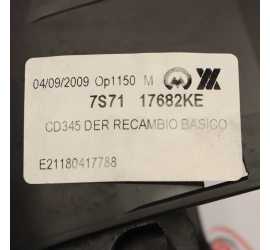 04/09/2009 Op1150 M
7S71 17682KE
CD345 DER RECAMBIO BASICO
E21180417788